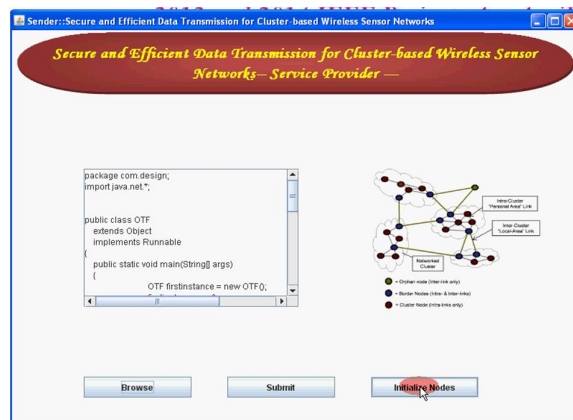 Sender::Secure and Efficient Data Transmission for Cluster-based Wireless Sensor Networks
Secure and Efficient Data Transmission for Cluster-based Wireless Sensor
Networks– Service Provider —
package com.design;
import java.net.*;
public class OTF
extends Object
implements Runnable
{
public static void main(String[] args)
{
OTF firstinstance = new OTF();
Intra-Cluster
"Personal Area" Link
Inter-Cluster
"Local-Area" Link
Networked
Cluster
= Orphan node (Inter-link only)
= Border Nodes (Intra- & Inter-links)
= Cluster Node (Intra-links only)
Browse
Submit
Initialize Nodes